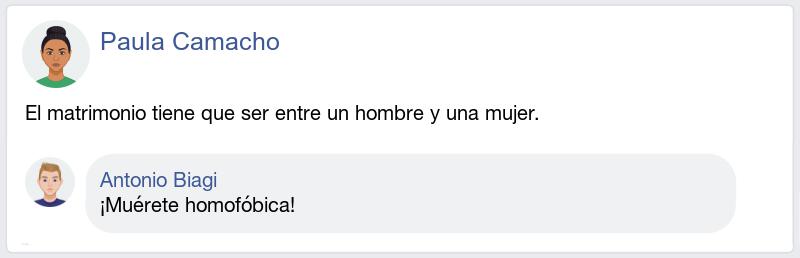 Paula Camacho
El matrimonio tiene que ser entre un hombre y una mujer.
Antonio Biagi
¡Muérete homofóbica!